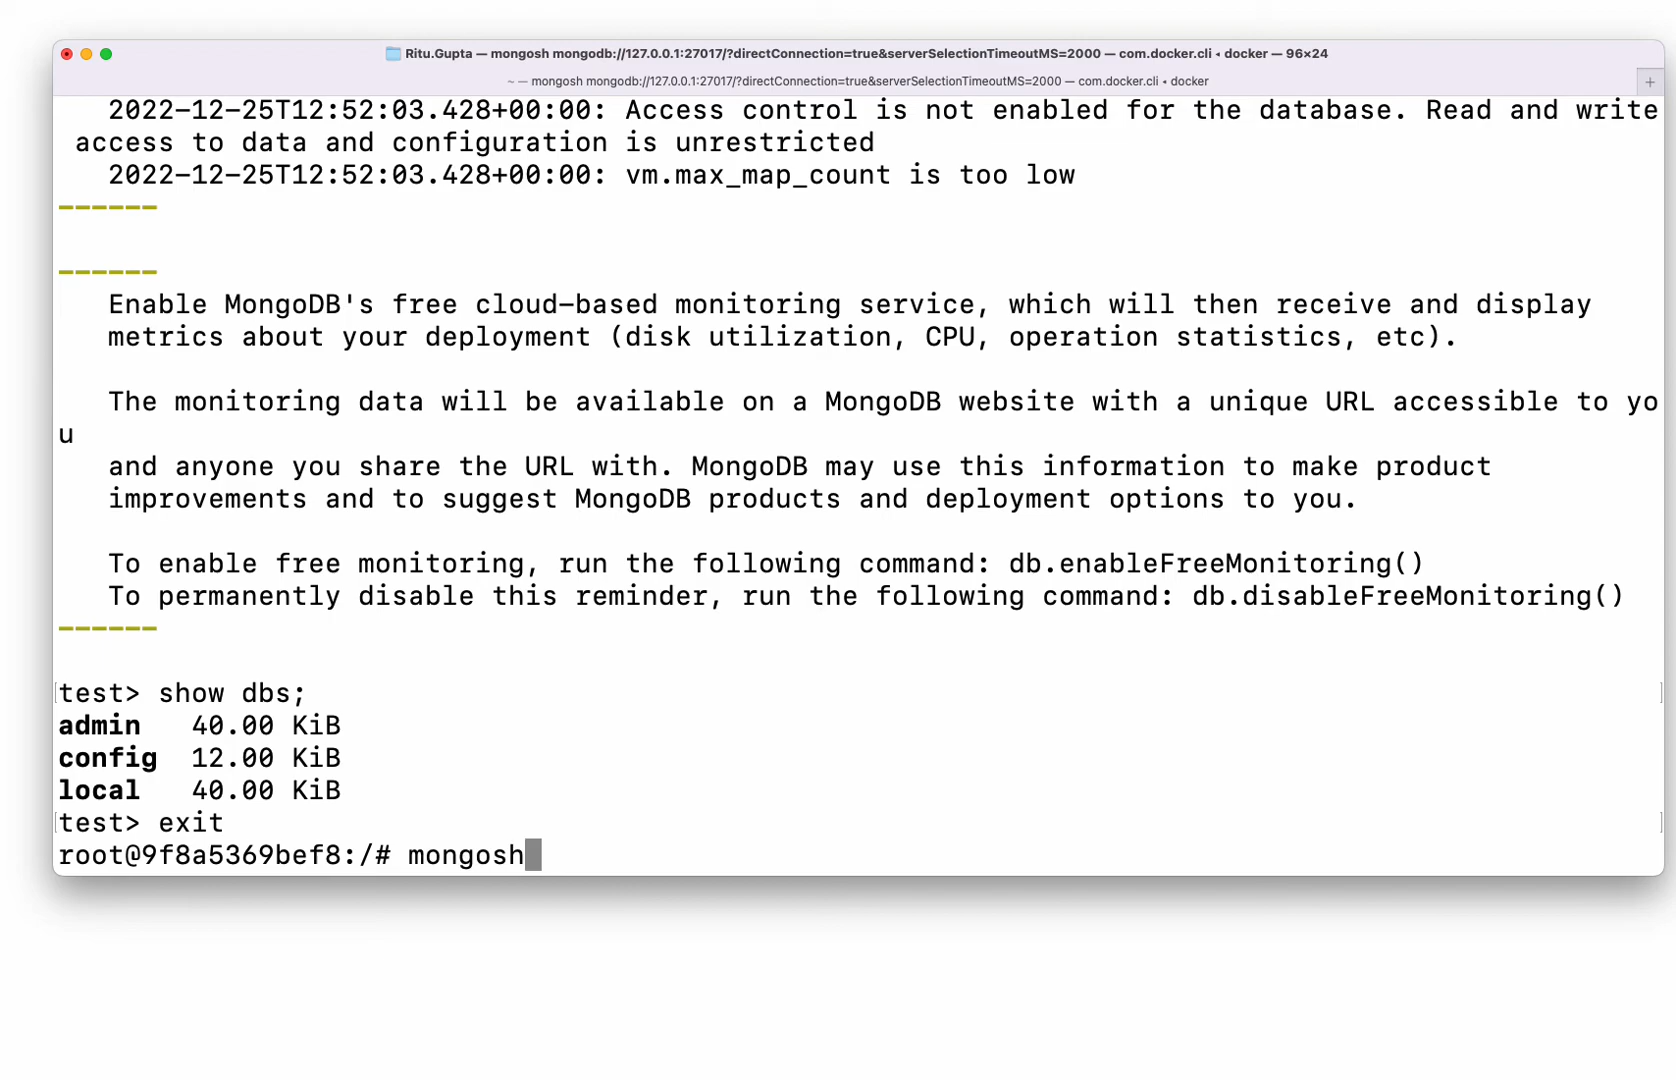 Ritu.Gupta — mongosh mongodb://127.0.0.1:27017/?directConnection=true&serverSelectionTimeoutMS=2000 — com.docker.cli ◂ docker — 96×24
~ — mongosh mongodb://127.0.0.1:27017/?directConnection=true&serverSelectionTimeoutMS=2000 — com.docker.cli ◂ docker
+
2022-12-25T12:52:03.428+00:00: Access control is not enabled for the database. Read and write
access to data and configuration is unrestricted
2022-12-25T12:52:03.428+00:00: vm.max_map_count is too low
------
------
Enable MongoDB's free cloud-based monitoring service, which will then receive and display
metrics about your deployment (disk utilization, CPU, operation statistics, etc).
The monitoring data will be available on a MongoDB website with a unique URL accessible to yo
u
and anyone you share the URL with. MongoDB may use this information to make product
improvements and to suggest MongoDB products and deployment options to you.
To enable free monitoring, run the following command: db.enableFreeMonitoring()
To permanently disable this reminder, run the following command: db.disableFreeMonitoring()
------
[test> show dbs; ]
admin 40.00 KiB
config 12.00 KiB
local 40.00 KiB
[test> exit ]
root@9f8a5369bef8:/# mongosh